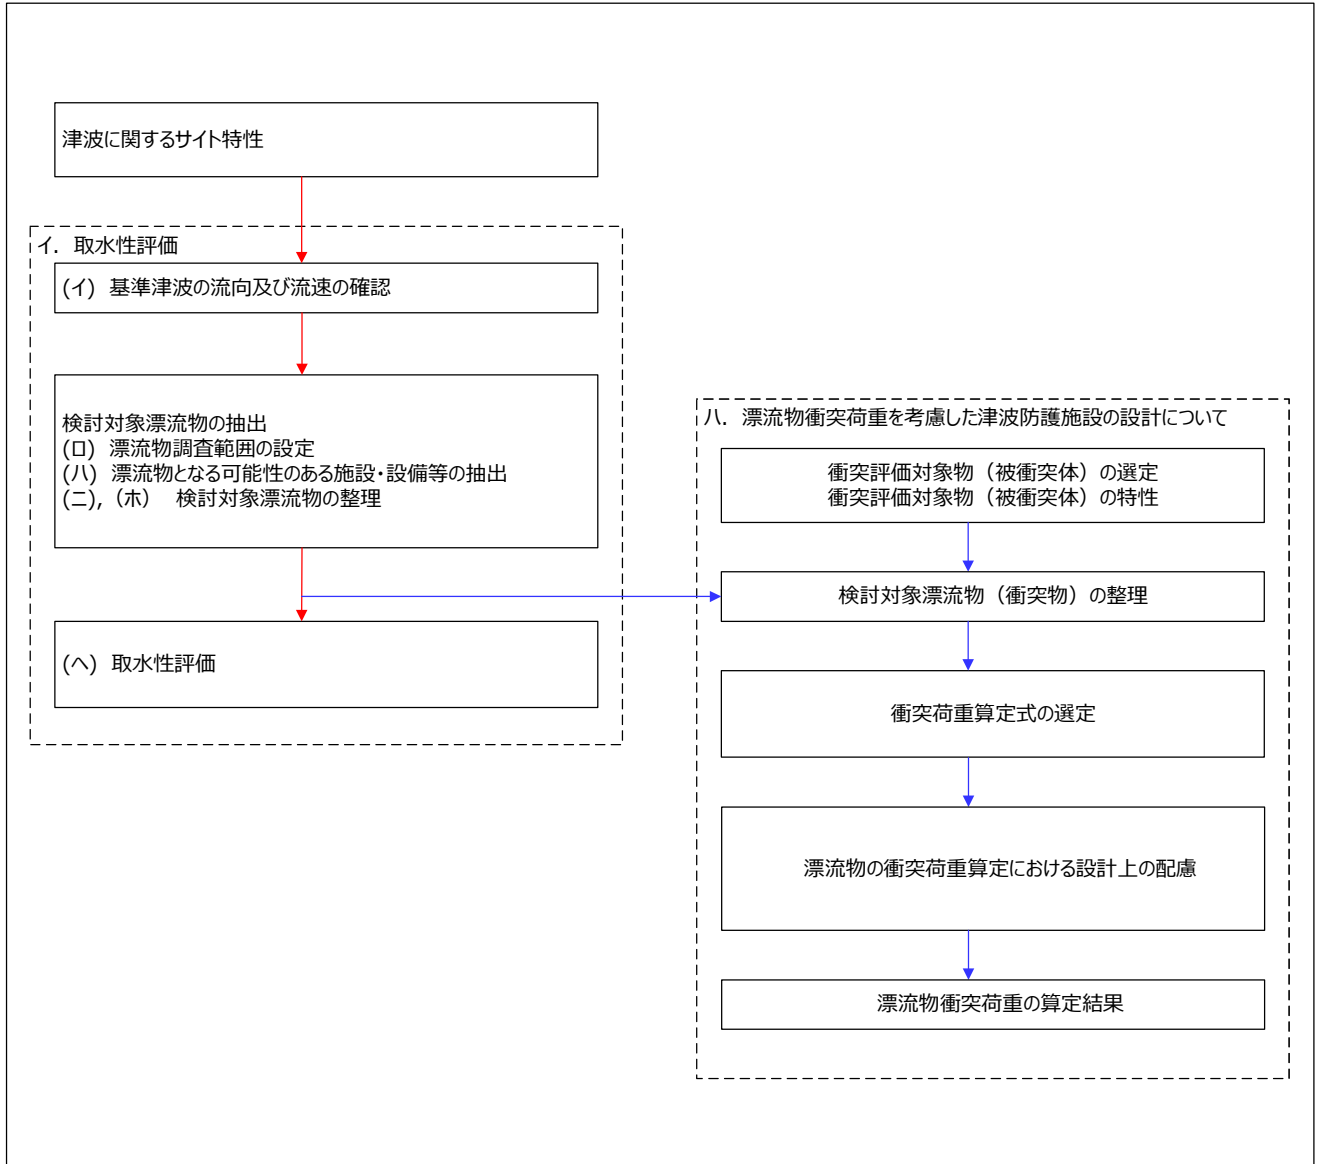 津波に関するサイト特性
イ. 取水性評価
(イ) 基準津波の流向及び流速の確認
検討対象漂流物の抽出
(ロ) 漂流物調査範囲の設定
(ハ) 漂流物となる可能性のある施設・設備等の抽出
(ニ), (ホ) 検討対象漂流物の整理
(ヘ) 取水性評価
ハ. 漂流物衝突荷重を考慮した津波防護施設の設計について
衝突評価対象物（被衝突体）の選定
衝突評価対象物（被衝突体）の特性
検討対象漂流物（衝突物）の整理
衝突荷重算定式の選定
漂流物の衝突荷重算定における設計上の配慮
漂流物衝突荷重の算定結果